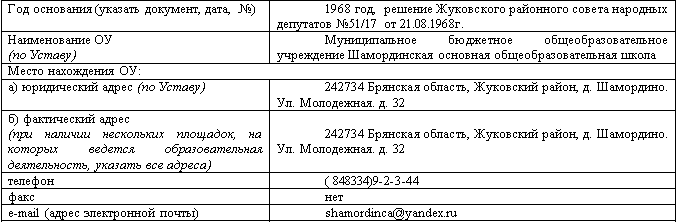 Год основания (указать документ, дата, №)
1968 год, решение Жуковского районного совета народных
депутатов №51/17 от 21.08.1968г.
Наименование ОУ
(по Уставу)
Муниципальное бюджетное общеобразовательное
учреждение Шамординская основная общеобразовательная школа
Место нахождения ОУ:
а) юридический адрес (по Уставу)
242734 Брянская область, Жуковский район, д. Шамордино.
Ул. Молодежная. д. 32
б) фактический адрес
(при наличии нескольких площадок, на
которых ведется образовательная
деятельность, указать все адреса)
242734 Брянская область, Жуковский район, д. Шамордино.
Ул. Молодежная. д. 32
телефон
( 848334)9-2-3-44
факс
нет
e-mail (адрес электронной почты)
shamordinca@yandex.ru